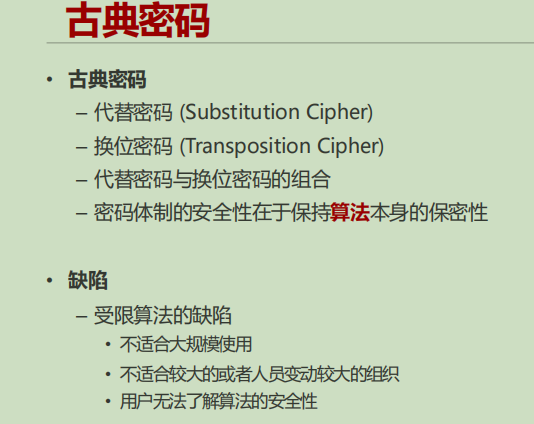 古典密码
• 古典密码
– 代替密码 (Substitution Cipher)
– 换位密码 (Transposition Cipher)
– 代替密码与换位密码的组合
– 密码体制的安全性在于保持算法本身的保密性
• 缺陷
– 受限算法的缺陷
• 不适合大规模使用
• 不适合较大的或者人员变动较大的组织
• 用户无法了解算法的安全性